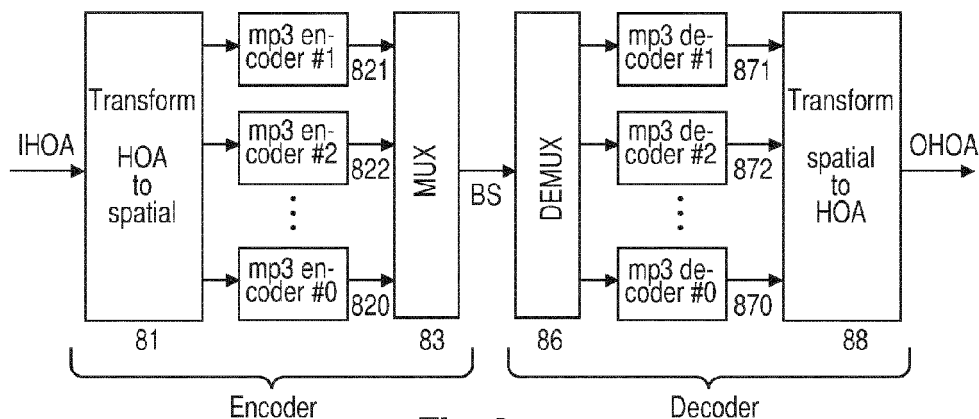 IHOA
Transform
HOA
to
spatial
81
mp3 en-
coder #1
821
mp3 en-
coder #2
822
mp3 en-
coder #0
820
MUX
83
BS
DEMUX
86
mp3 de-
coder #1
871
mp3 de-
coder #2
872
mp3 de-
coder #0
870
Transform
spatial
to
HOA
88
OHOA
Encoder
Decoder